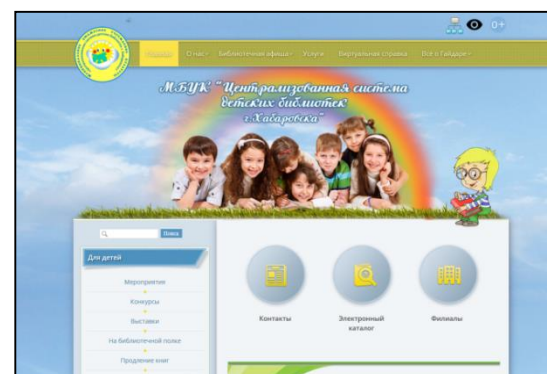 0+
Главная О нас Библиотечная афиша Услуги Виртуальная справка Все о Гайдаре
МБУК "Централизованная система
детских библиотек
г.Хабаровска"
Поиск
Для детей
Мероприятия
Конкурсы
Выставки
На библиотечной полке
Продление книг
Контакты
Электронный
каталог
Филиалы